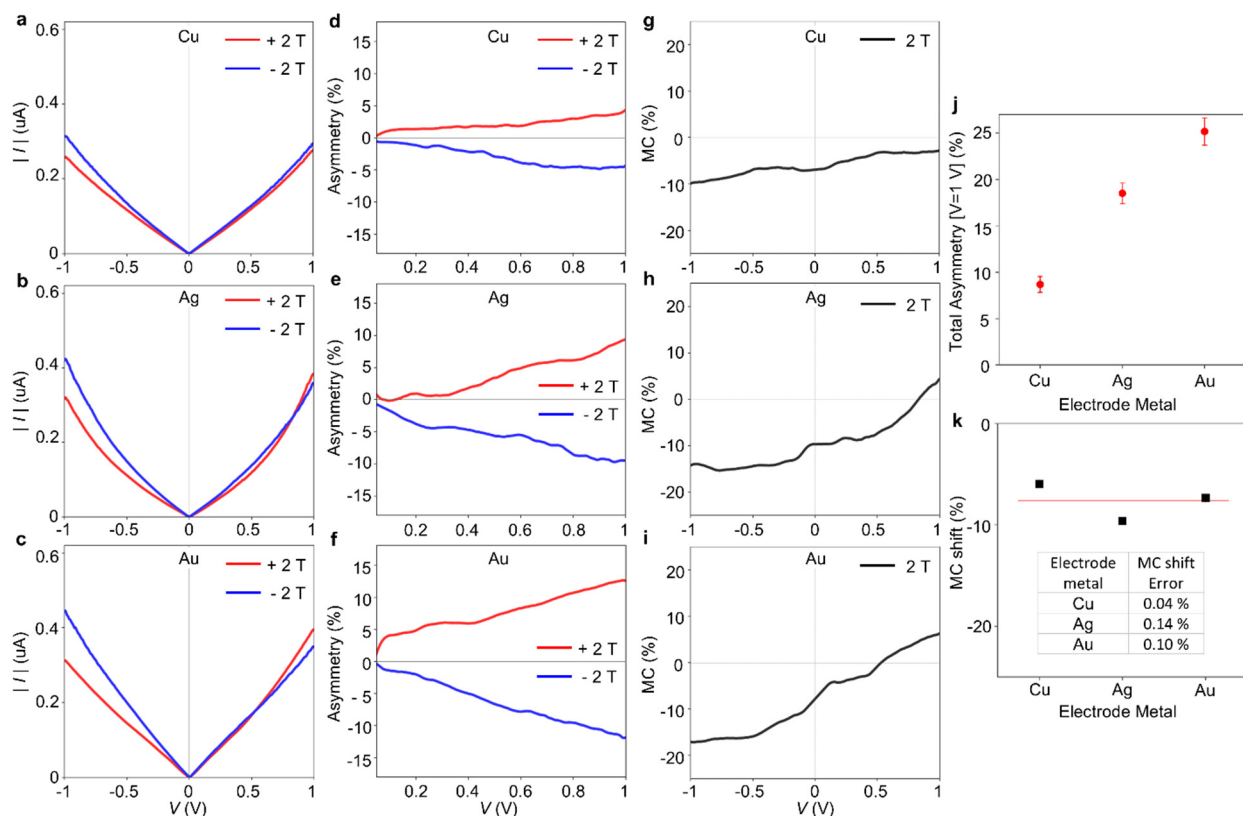 a
Cu
+ 2 T
- 2 T
| I | (uA)
0.6
0.4
0.2
0
-1
-0.5
0
0.5
1
b
Ag
+ 2 T
- 2 T
| I | (uA)
0.6
0.4
0.2
0
-1
-0.5
0
0.5
1
c
Au
+ 2 T
- 2 T
| I | (uA)
0.6
0.4
0.2
0
-1
-0.5
0
0.5
1
V (V)
d
Cu
+ 2 T
- 2 T
Asymmetry (%)
15
10
5
0
-5
-10
-15
0.2
0.4
0.6
0.8
1
e
Ag
+ 2 T
- 2 T
Asymmetry (%)
15
10
5
0
-5
-10
-15
0.2
0.4
0.6
0.8
1
f
Au
+ 2 T
- 2 T
Asymmetry (%)
15
10
5
0
- 5
-10
-15
0.2
0.4
0.6
0.8
1
V (V)
g
Cu
2 T
MC (%)
20
10
0
-10
-20
-1
-0.5
0
0.5
1
h
Ag
2 T
MC (%)
20
10
0
-10
-20
-1
-0.5
0
0.5
1
i
Au
2 T
MC (%)
20
10
0
-10
-20
-1
-0.5
0
0.5
1
V (V)
j
Total Asymmetry [V=1 V] (%)
25
20
15
10
5
0
Cu
Ag
Au
Electrode Metal
k
MC shift (%)
0
-10
-20
Electrode metal
MC shift Error
Cu 0.04 %
Ag 0.14 %
Au 0.10 %
Cu
Ag
Au
Electrode Metal